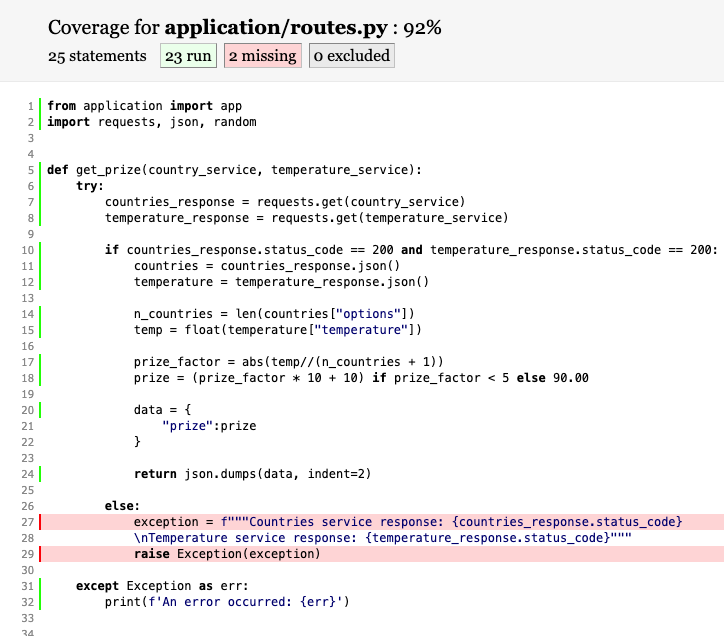 Coverage for application/routes.py : 92%
25 statements 23 run 2 missing 0 excluded
1 from application import app
2 import requests, json, random
3
4
5 def get_prize(country_service, temperature_service):
6     try:
7         countries_response = requests.get(country_service)
8         temperature_response = requests.get(temperature_service)
9
10         if countries_response.status_code == 200 and temperature_response.status_code == 200:
11             countries = countries_response.json()
12             temperature = temperature_response.json()
13
14             n_countries = len(countries["options"])
15             temp = float(temperature["temperature"])
16
17             prize_factor = abs(temp//(n_countries + 1))
18             prize = (prize_factor * 10 + 10) if prize_factor < 5 else 90.00
19
20             data = {
21                 "prize":prize
22             }
23
24             return json.dumps(data, indent=2)
25
26         else:
27             exception = f"""Countries service response: {countries_response.status_code}
28             \nTemperature service response: {temperature_response.status_code}"""
29             raise Exception(exception)
30
31     except Exception as err:
32         print(f'An error occurred: {err}')
33
34